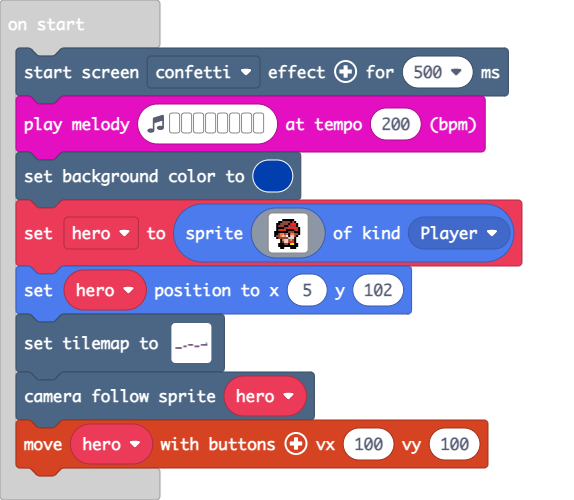 on start
start screen confetti effect for 500 ms
play melody at tempo 200 (bpm)
set background color to
set hero to sprite of kind Player
set hero position to x 5 y 102
set tilemap to
camera follow sprite hero
move hero with buttons vx 100 vy 100